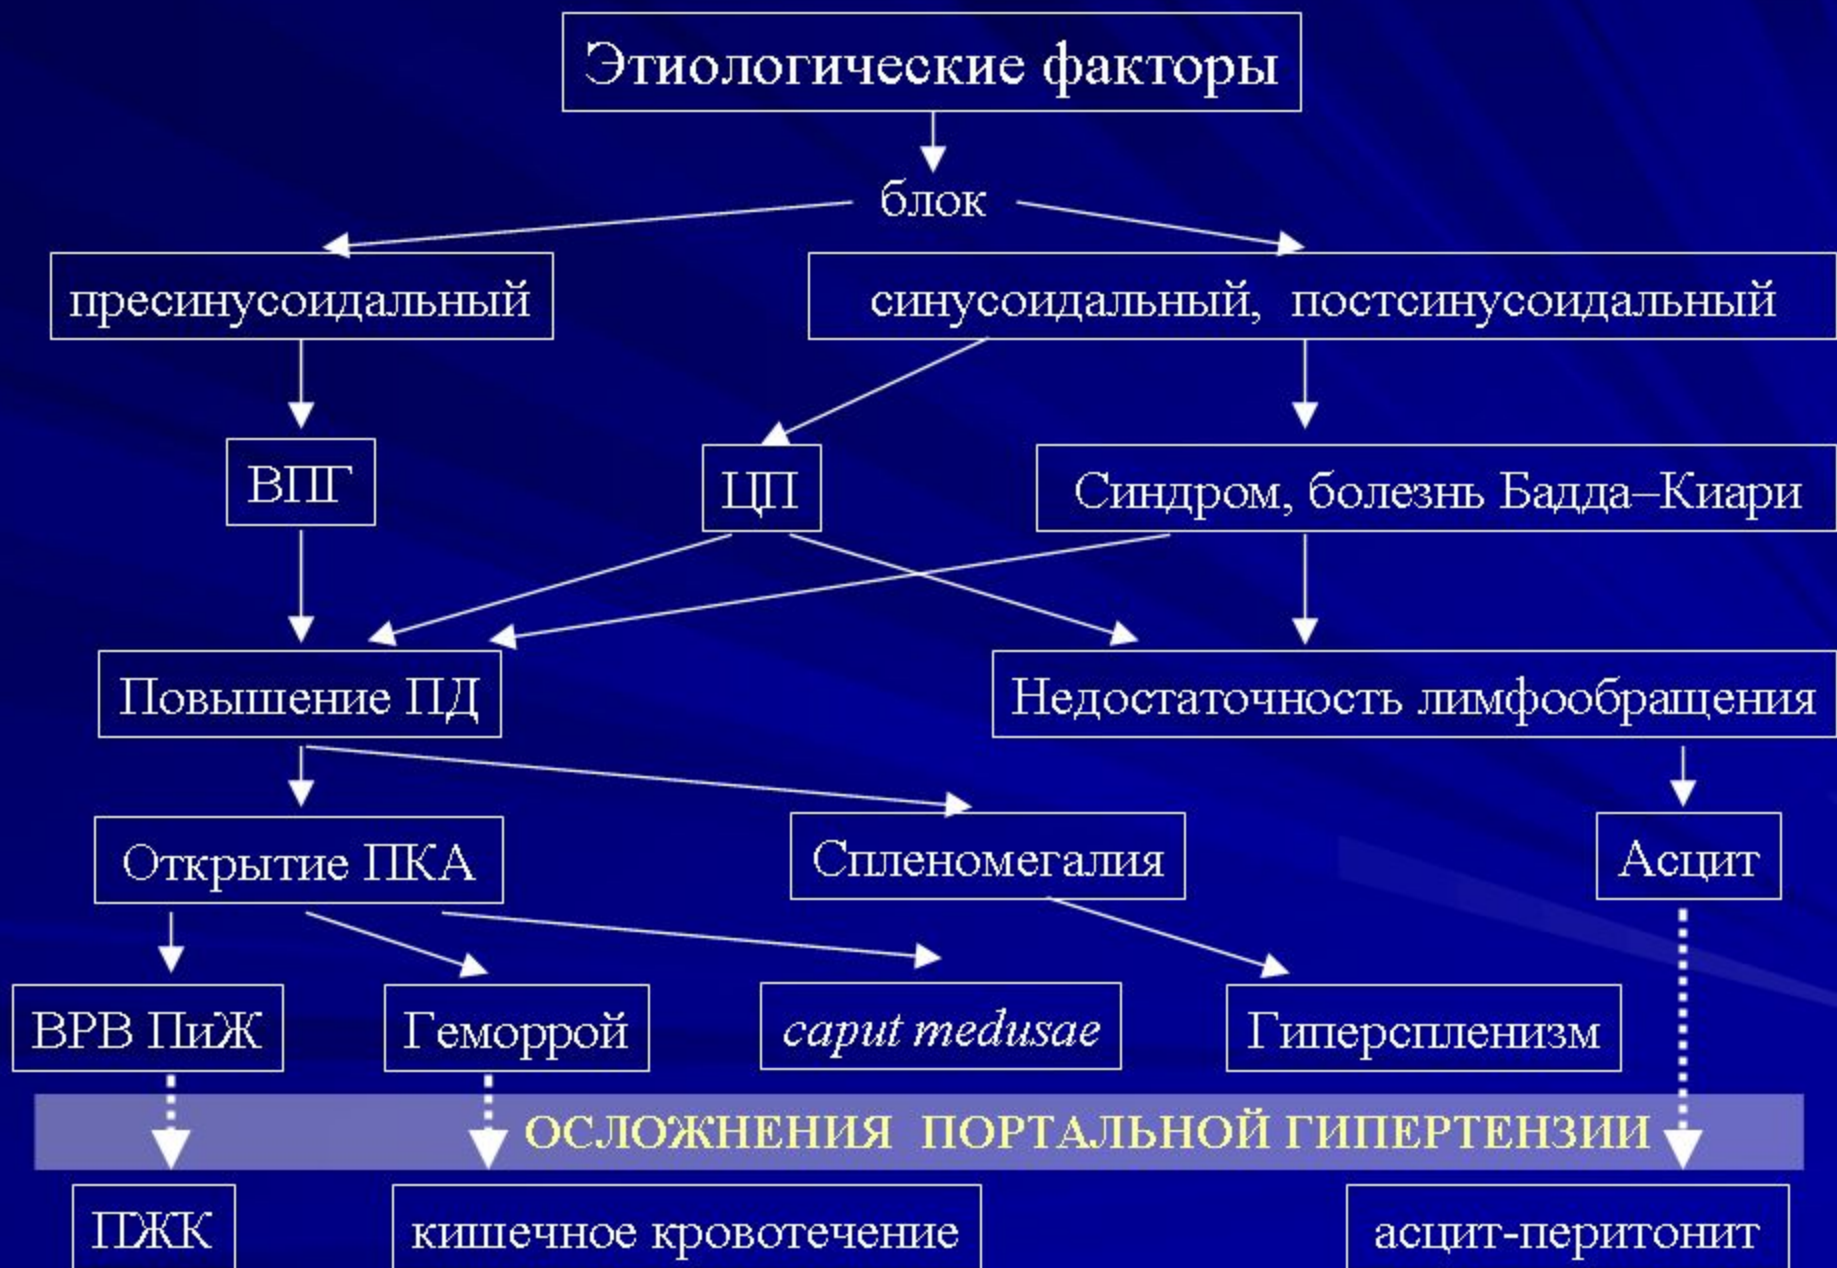 Этиологические факторы
блок
пресинусоидальный
синусоидальный, постсинусоидальный
ВПГ
ЦП
Синдром, болезнь Бадда–Киари
Повышение ПД
Недостаточность лимфообращения
Открытие ПКА
Спленомегалия
Асцит
ВРВ ПиЖ
Геморрой
caput medusae
Гиперспленизм
ОСЛОЖНЕНИЯ ПОРТАЛЬНОЙ ГИПЕРТЕНЗИИ
ПЖК
кишечное кровотечение
асцит-перитонит